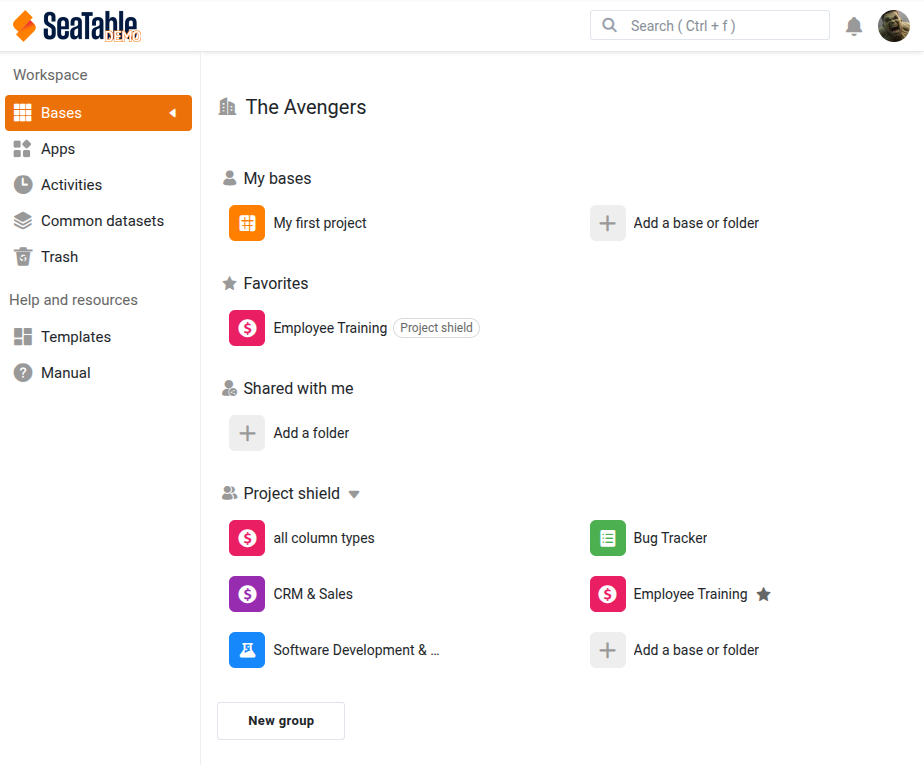 SeaTable
DEMO
Search ( Ctrl + f )
Workspace
Bases
Apps
Activities
Common datasets
Trash
Help and resources
Templates
Manual
The Avengers
My bases
My first project
Add a base or folder
Favorites
Employee Training Project shield
Shared with me
Add a folder
Project shield
all column types
Bug Tracker
CRM & Sales
Employee Training
Software Development & ...
Add a base or folder
New group